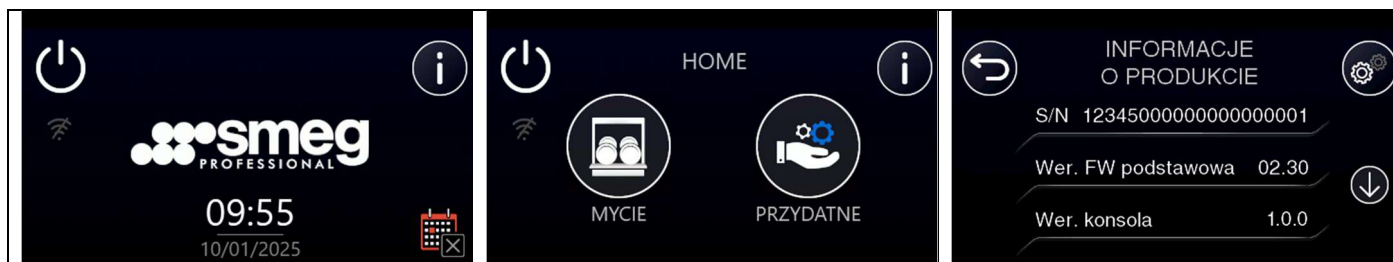 smeg
PROFESSIONAL
09:55
10/01/2025
HOME
MYCIE
PRZYDATNE
INFORMACJE
O PRODUKCIE
S/N 12345000000000000001
Wer. FW podstawowa 02.30
Wer. konsola 1.0.0